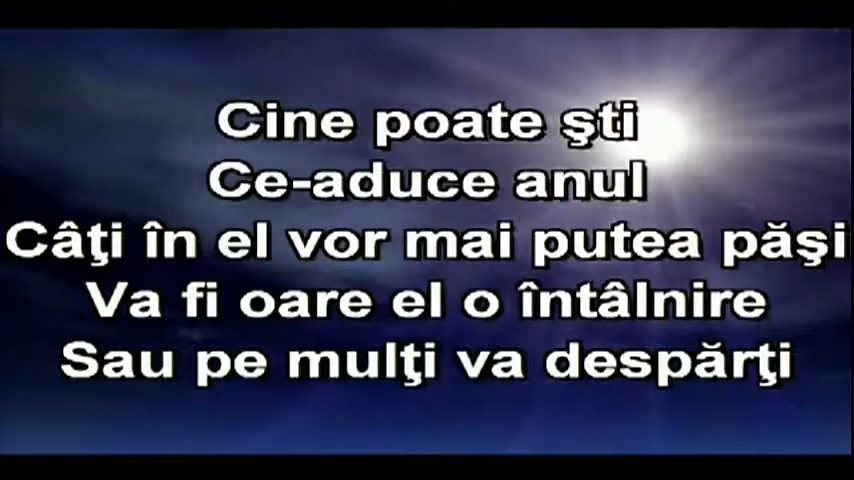 Cine poate şti
Ce-aduce anul
Câţi în el vor mai putea păşi
Va fi oare el o întâlnire
Sau pe mulţi va despărţi